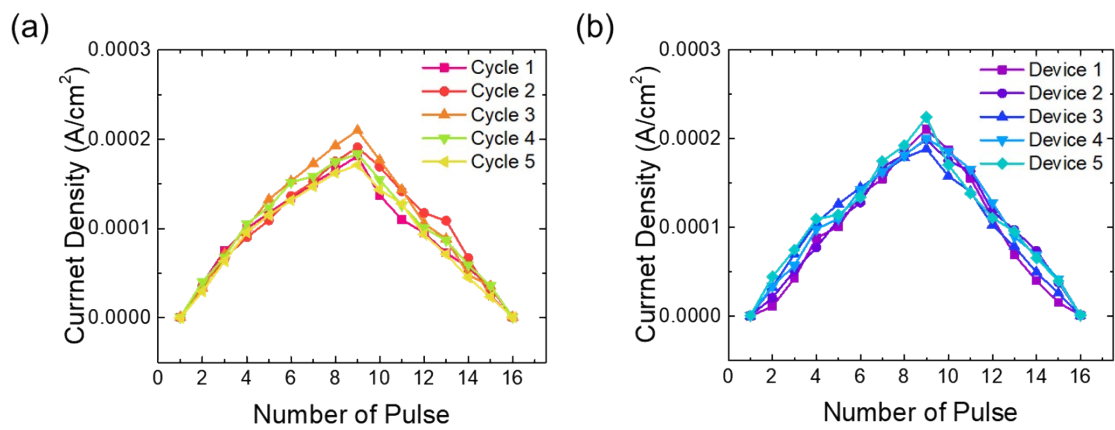 (a)
Currnet Density (A/cm²)
0.0003
0.0002
0.0001
0.0000
Cycle 1
Cycle 2
Cycle 3
Cycle 4
Cycle 5
0 2 4 6 8 10 12 14 16
Number of Pulse
(b)
Currnet Density (A/cm²)
0.0003
0.0002
0.0001
0.0000
Device 1
Device 2
Device 3
Device 4
Device 5
0 2 4 6 8 10 12 14 16
Number of Pulse